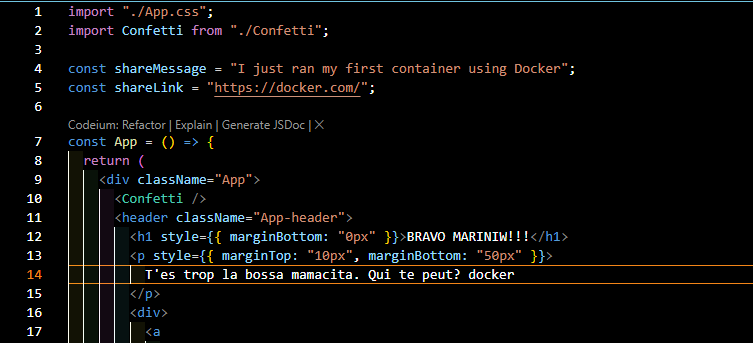 1 import "./App.css";
2 import Confetti from "./Confetti";
3
4 const shareMessage = "I just ran my first container using Docker";
5 const shareLink = "https://docker.com/";
6
Codeium: Refactor | Explain | Generate JSDoc | ×
7 const App = () => {
8 return (
9 <div className="App">
10 <Confetti />
11 <header className="App-header">
12 <h1 style={{ marginBottom: "0px" }}>BRAVO MARINIW!!!</h1>
13 <p style={{ marginTop: "10px", marginBottom: "50px" }}>
14 T'es trop la bossa mamacita. Qui te peut? docker
15 </p>
16 <div>
17 <a